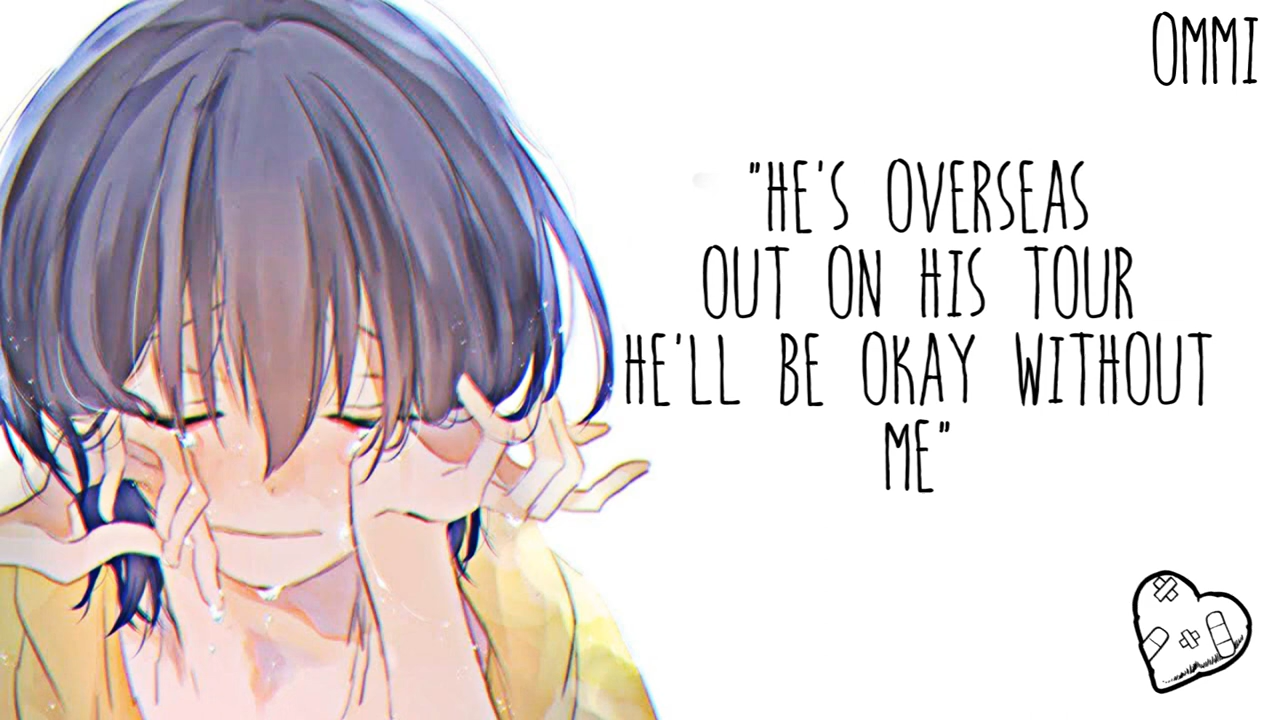 OMMI
"HE'S OVERSEAS
OUT ON HIS TOUR
HE'LL BE OKAY WITHOUT
ME"